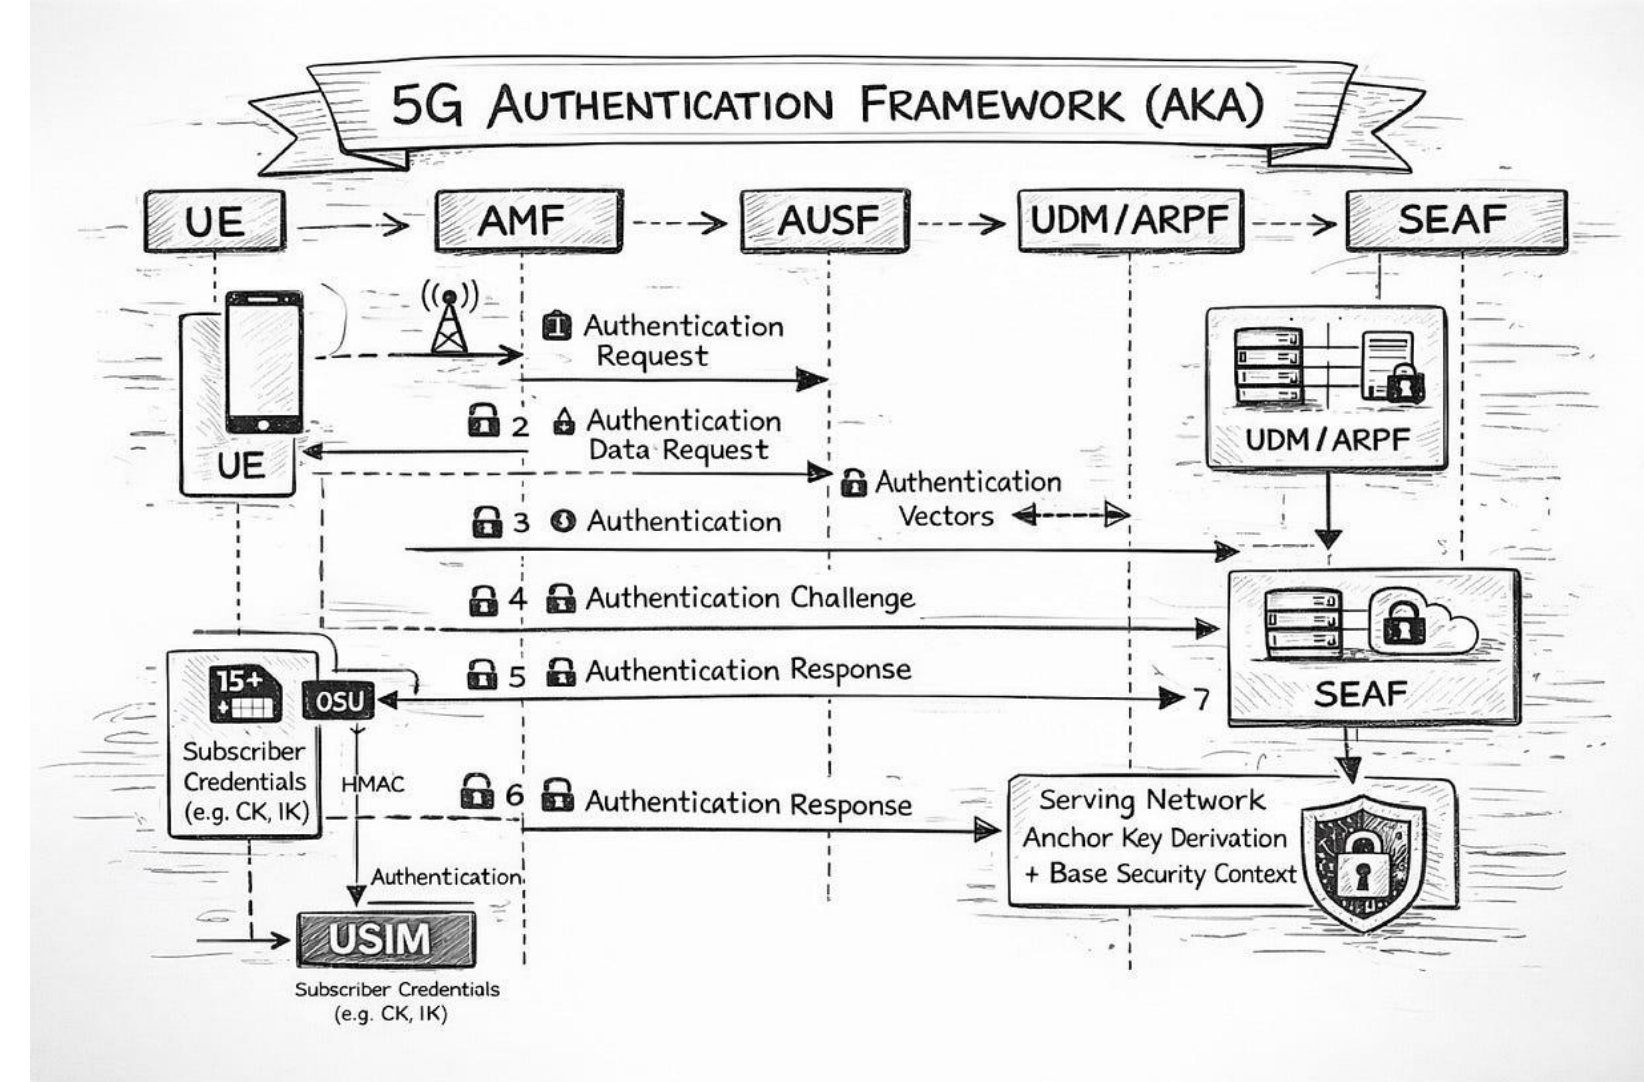 5G AUTHENTICATION FRAMEWORK (AKA)
UE
AMF
AUSF
UDM/ARPF
SEAF
1 Authentication
Request
2 Authentication
Data Request
UE
Authentication
Vectors
UDM/ARPF
3 Authentication
4 Authentication Challenge
5 Authentication Response
7
SEAF
15+
+
OSU
Subscriber
Credentials
(e.g. CK, IK)
HMAC
6 Authentication Response
Serving Network
Anchor Key Derivation
+ Base Security Context
Authentication
USIM
Subscriber Credentials
(e.g. CK, IK)